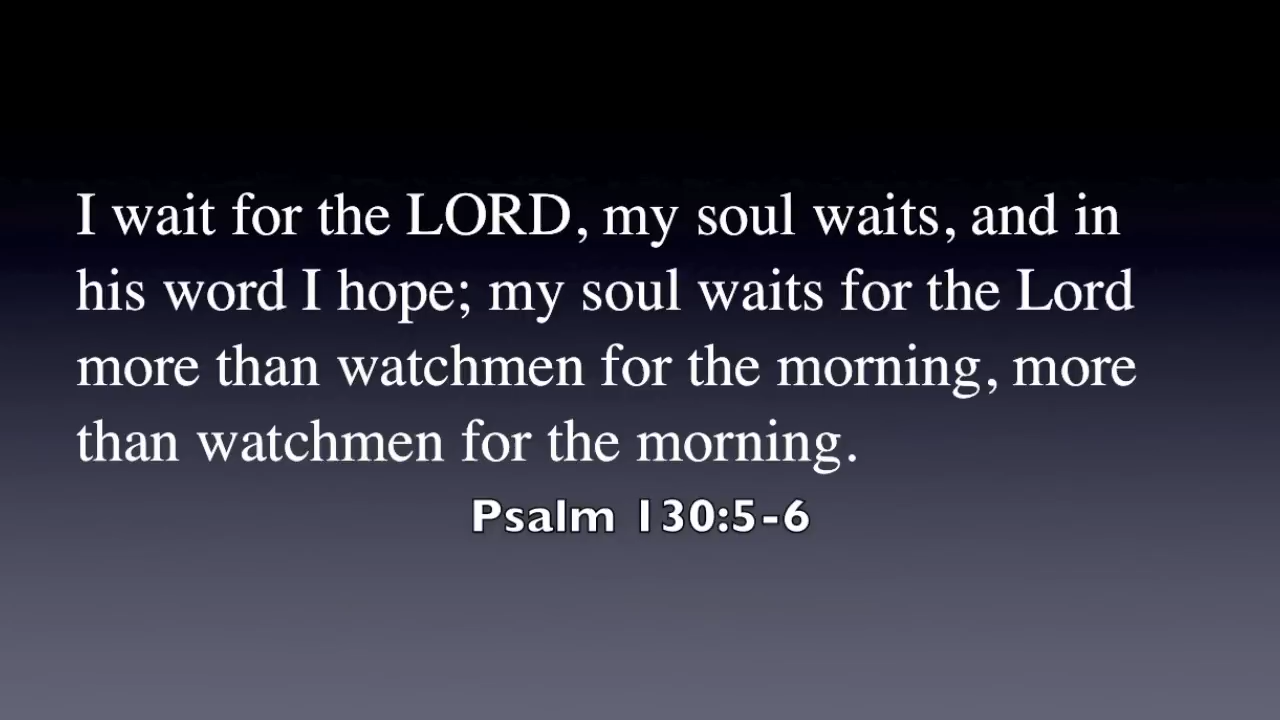 I wait for the LORD, my soul waits, and in
his word I hope; my soul waits for the Lord
more than watchmen for the morning, more
than watchmen for the morning.
Psalm 130:5-6